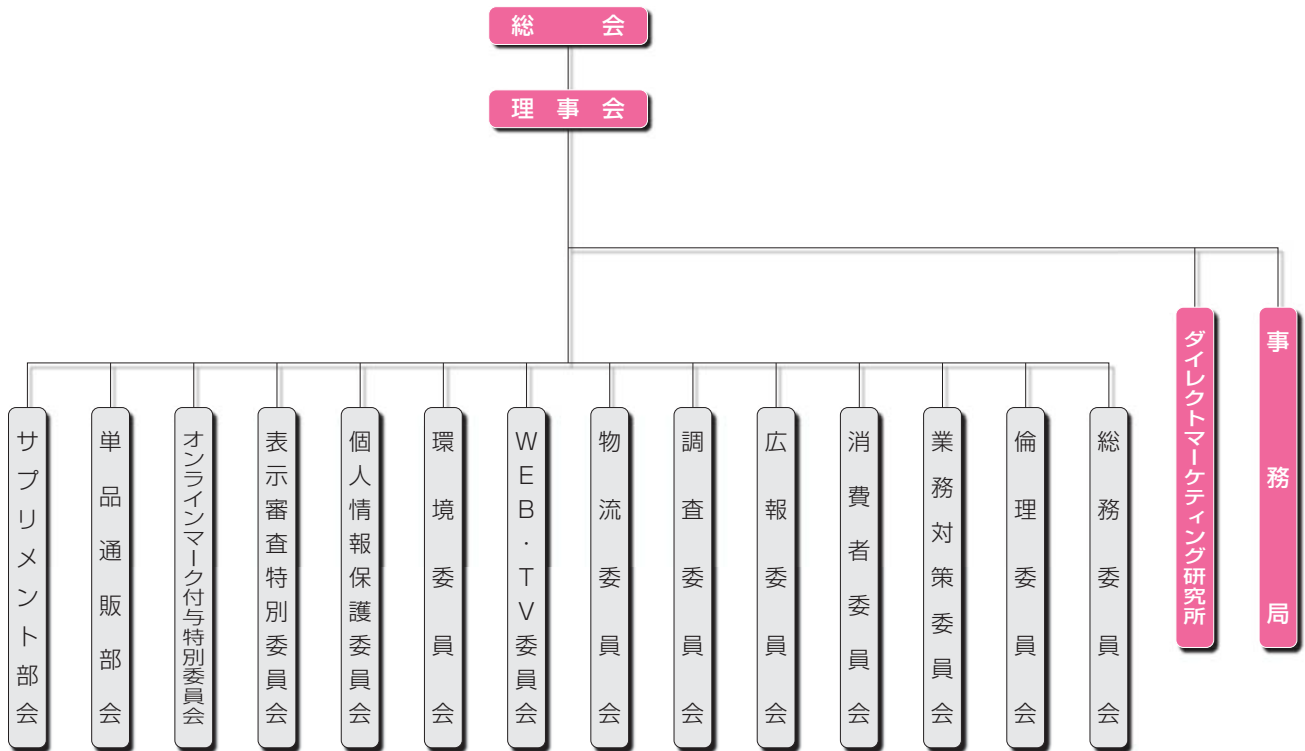 総会
理事会
事務局
ダイレクトマーケティング研究所
総務委員会
倫理委員会
業務対策委員会
消費者委員会
広報委員会
調査委員会
物流委員会
WEB・TV委員会
環境委員会
個人情報保護委員会
表示審査特別委員会
オンラインマーク付与特別委員会
単品通販部会
サプリメント部会